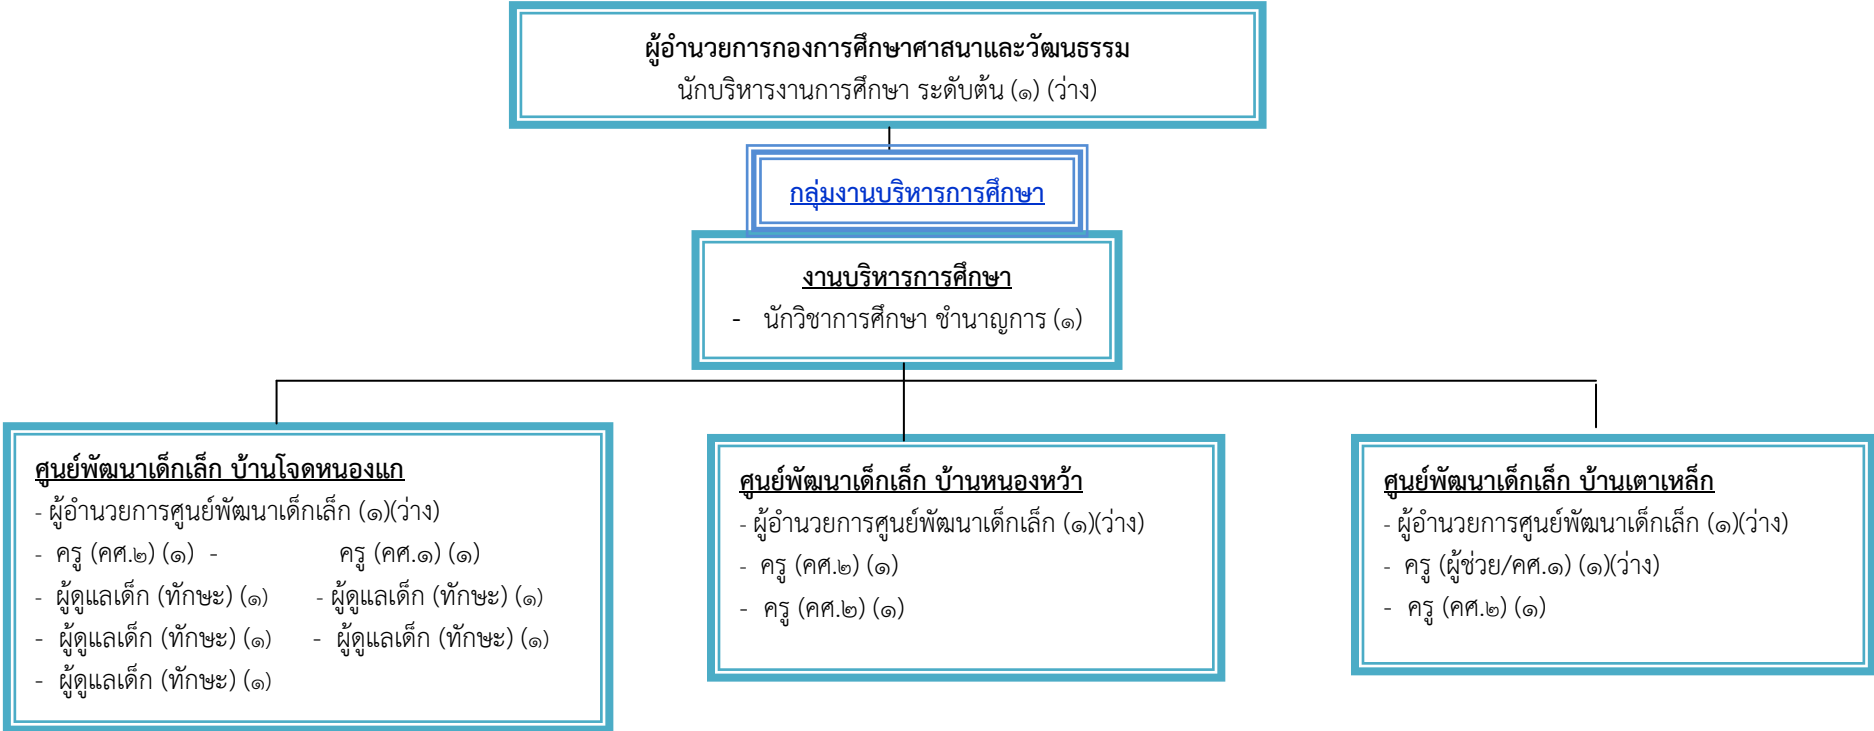 ผู้อำนวยการกองการศึกษาศาสนาและวัฒนธรรม
นักบริหารงานการศึกษา ระดับต้น (๑) (ว่าง)
กลุ่มงานบริหารการศึกษา
งานบริหารการศึกษา
- นักวิชาการศึกษา ชำนาญการ (๑)
ศูนย์พัฒนาเด็กเล็ก บ้านโจดหนองแก
- ผู้อำนวยการศูนย์พัฒนาเด็กเล็ก (๑)(ว่าง)
- ครู (คศ.๒) (๑) - ครู (คศ.๑) (๑)
- ผู้ดูแลเด็ก (ทักษะ) (๑) - ผู้ดูแลเด็ก (ทักษะ) (๑)
- ผู้ดูแลเด็ก (ทักษะ) (๑) - ผู้ดูแลเด็ก (ทักษะ) (๑)
- ผู้ดูแลเด็ก (ทักษะ) (๑)
ศูนย์พัฒนาเด็กเล็ก บ้านหนองหว้า
- ผู้อำนวยการศูนย์พัฒนาเด็กเล็ก (๑)(ว่าง)
- ครู (คศ.๒) (๑)
- ครู (คศ.๒) (๑)
ศูนย์พัฒนาเด็กเล็ก บ้านเตาเหล็ก
- ผู้อำนวยการศูนย์พัฒนาเด็กเล็ก (๑)(ว่าง)
- ครู (ผู้ช่วย/คศ.๑) (๑)(ว่าง)
- ครู (คศ.๒) (๑)